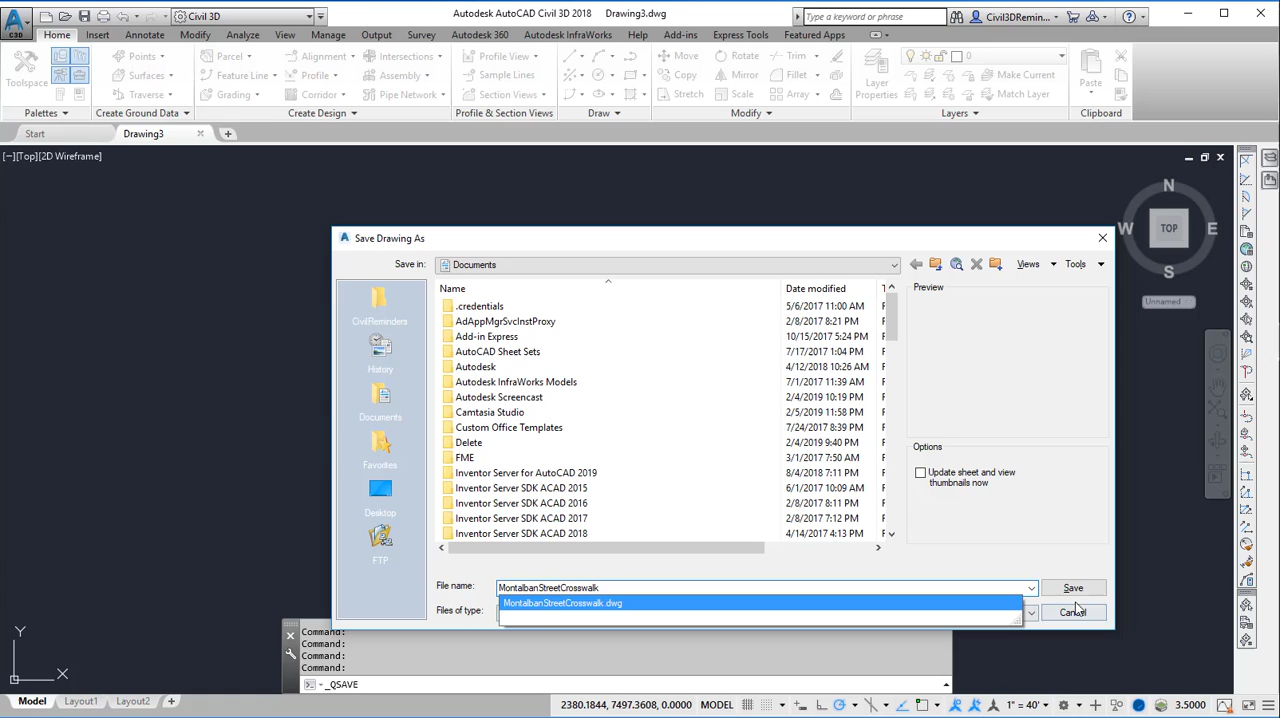 C3D
Civil 3D
Autodesk AutoCAD Civil 3D 2018 Drawing3.dwg
Type a keyword or phrase
Civil3DRemin...
Home Insert Annotate Modify Analyze View Manage Output Survey Autodesk 360 Autodesk InfraWorks Help Add-ins Express Tools Featured Apps
Toolspace
Points
Surfaces
Traverse
Parcel
Feature Line
Grading
Alignment
Profile
Corridor
Intersections
Assembly
Pipe Network
Profile View
Sample Lines
Section Views
Move
Copy
Stretch
Rotate
Mirror
Scale
Trim
Fillet
Array
Layer
Properties
0
Make Current
Match Layer
Paste
Palettes Create Ground Data Create Design Profile & Section Views Draw Modify Layers Clipboard
Start Drawing3
[−][Top][2D Wireframe]
N
W TOP E
S
Unnamed
Save Drawing As
Save in: Documents Views Tools
Name Date modified
.credentials 5/6/2017 11:00 AM
AdAppMgrSvcInstProxy 2/8/2017 8:21 PM
Add-in Express 10/15/2017 5:24 PM
AutoCAD Sheet Sets 7/17/2017 1:04 PM
Autodesk 4/12/2018 10:26 AM
Autodesk InfraWorks Models 7/1/2017 11:39 AM
Autodesk Screencast 2/4/2019 10:19 PM
Camtasia Studio 2/5/2019 11:58 PM
Custom Office Templates 7/24/2017 8:39 PM
Delete 2/4/2019 9:40 PM
FME 3/1/2017 7:50 AM
Inventor Server for AutoCAD 2019 8/4/2018 7:11 PM
Inventor Server SDK ACAD 2015 6/1/2017 10:09 AM
Inventor Server SDK ACAD 2016 2/8/2017 8:11 PM
Inventor Server SDK ACAD 2017 2/8/2017 7:12 PM
Inventor Server SDK ACAD 2018 4/14/2017 4:13 PM
CivilReminders
History
Documents
Favorites
Desktop
FTP
Preview
Options
Update sheet and view
thumbnails now
File name: MontalbanStreetCrosswalk Save
MontalbanStreetCrosswalk.dwg
Files of type: Cancel
Command:
Command:
Command:
_QSAVE
Y
X
Model Layout1 Layout2 +
2380.1844, 7497.3608, 0.0000 MODEL 1" = 40' 3.5000